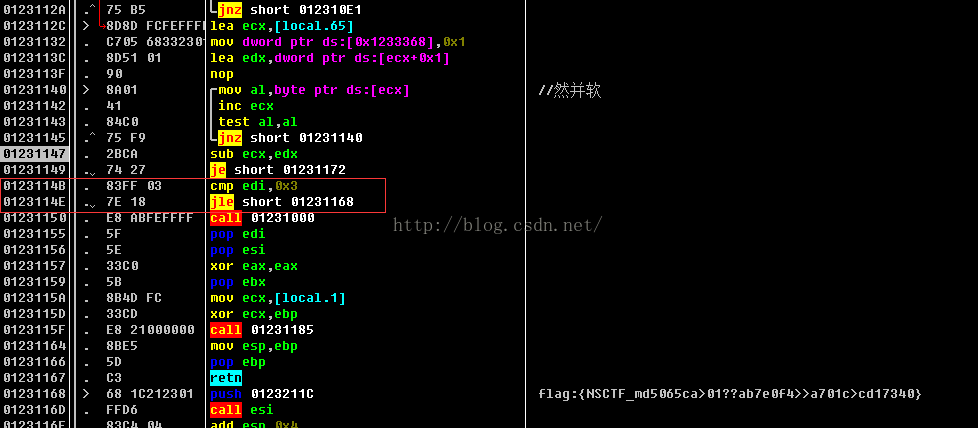 0123112A .^ 75 B5 jnz short 012310E1
0123112C > 8D8D FCFEFFF lea ecx,[local.65] 
01231132 . C705 6833230 mov dword ptr ds:[0x1233368],0x1
0123113C . 8D51 01 lea edx,dword ptr ds:[ecx+0x1]
0123113F . 90 nop
01231140 > 8A01 mov al,byte ptr ds:[ecx] //然并软
01231142 . 41 inc ecx
01231143 . 84C0 test al,al
01231145 .^ 75 F9 jnz short 01231140
01231147 . 2BCA sub ecx,edx
01231149 .v 74 27 je short 01231172
0123114B . 83FF 03 cmp edi,0x3
0123114E .v 7E 18 jle short 01231168
01231150 . E8 ABFEFFFF call 01231000
http://blog.csdn.net/
01231155 . 5F pop edi
01231156 . 5E pop esi
01231157 . 33C0 xor eax,eax
01231159 . 5B pop ebx
0123115A . 8B4D FC mov ecx,[local.1]
0123115D . 33CD xor ecx,ebp
0123115F . E8 21000000 call 01231185
01231164 . 8BE5 mov esp,ebp
01231166 . 5D pop ebp
01231167 . C3 retn
01231168 > 68 1C212301 push 0123211C flag:{NSCTF_md5065ca>01??ab7e0f4>>a701c>cd17340}
0123116D . FFD6 call esi
0123116F . 83C4 04 add esp,0x4